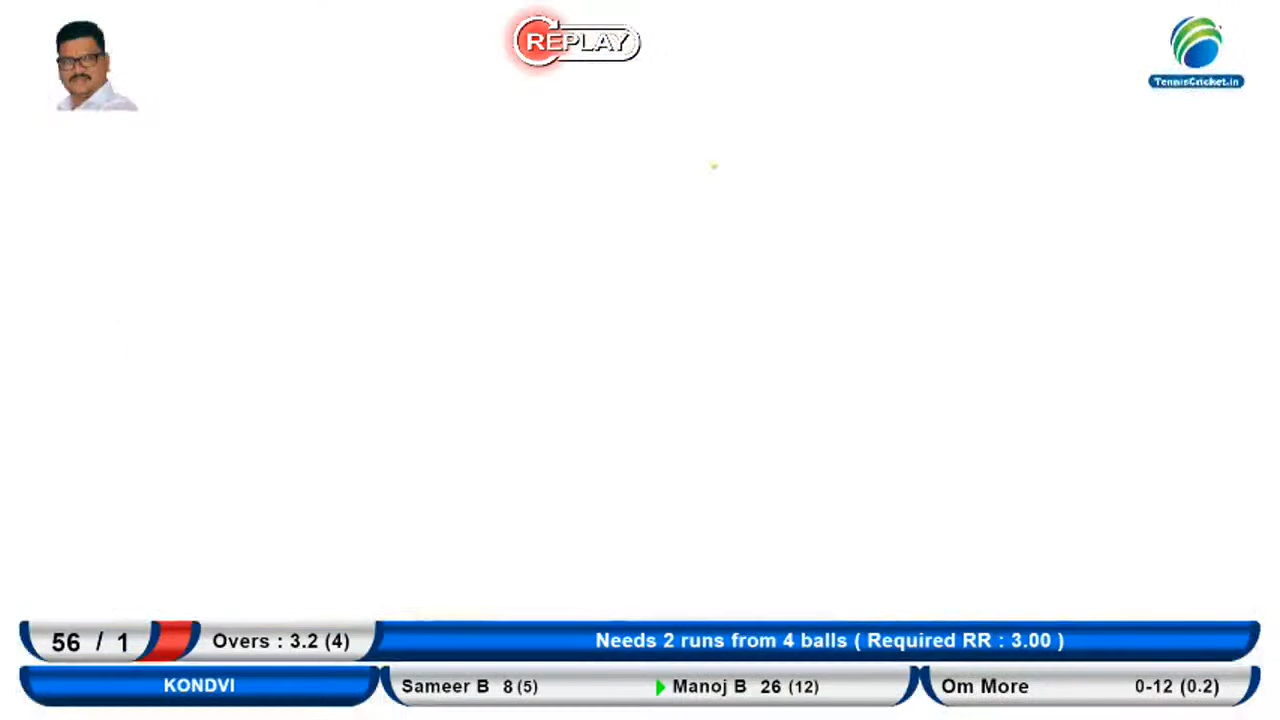 REPLAY
TennisCricket.in
56 / 1
Overs : 3.2 (4)
Needs 2 runs from 4 balls ( Required RR : 3.00 )
KONDVI
Sameer B 8 (5)
Manoj B 26 (12)
Om More 0-12 (0.2)